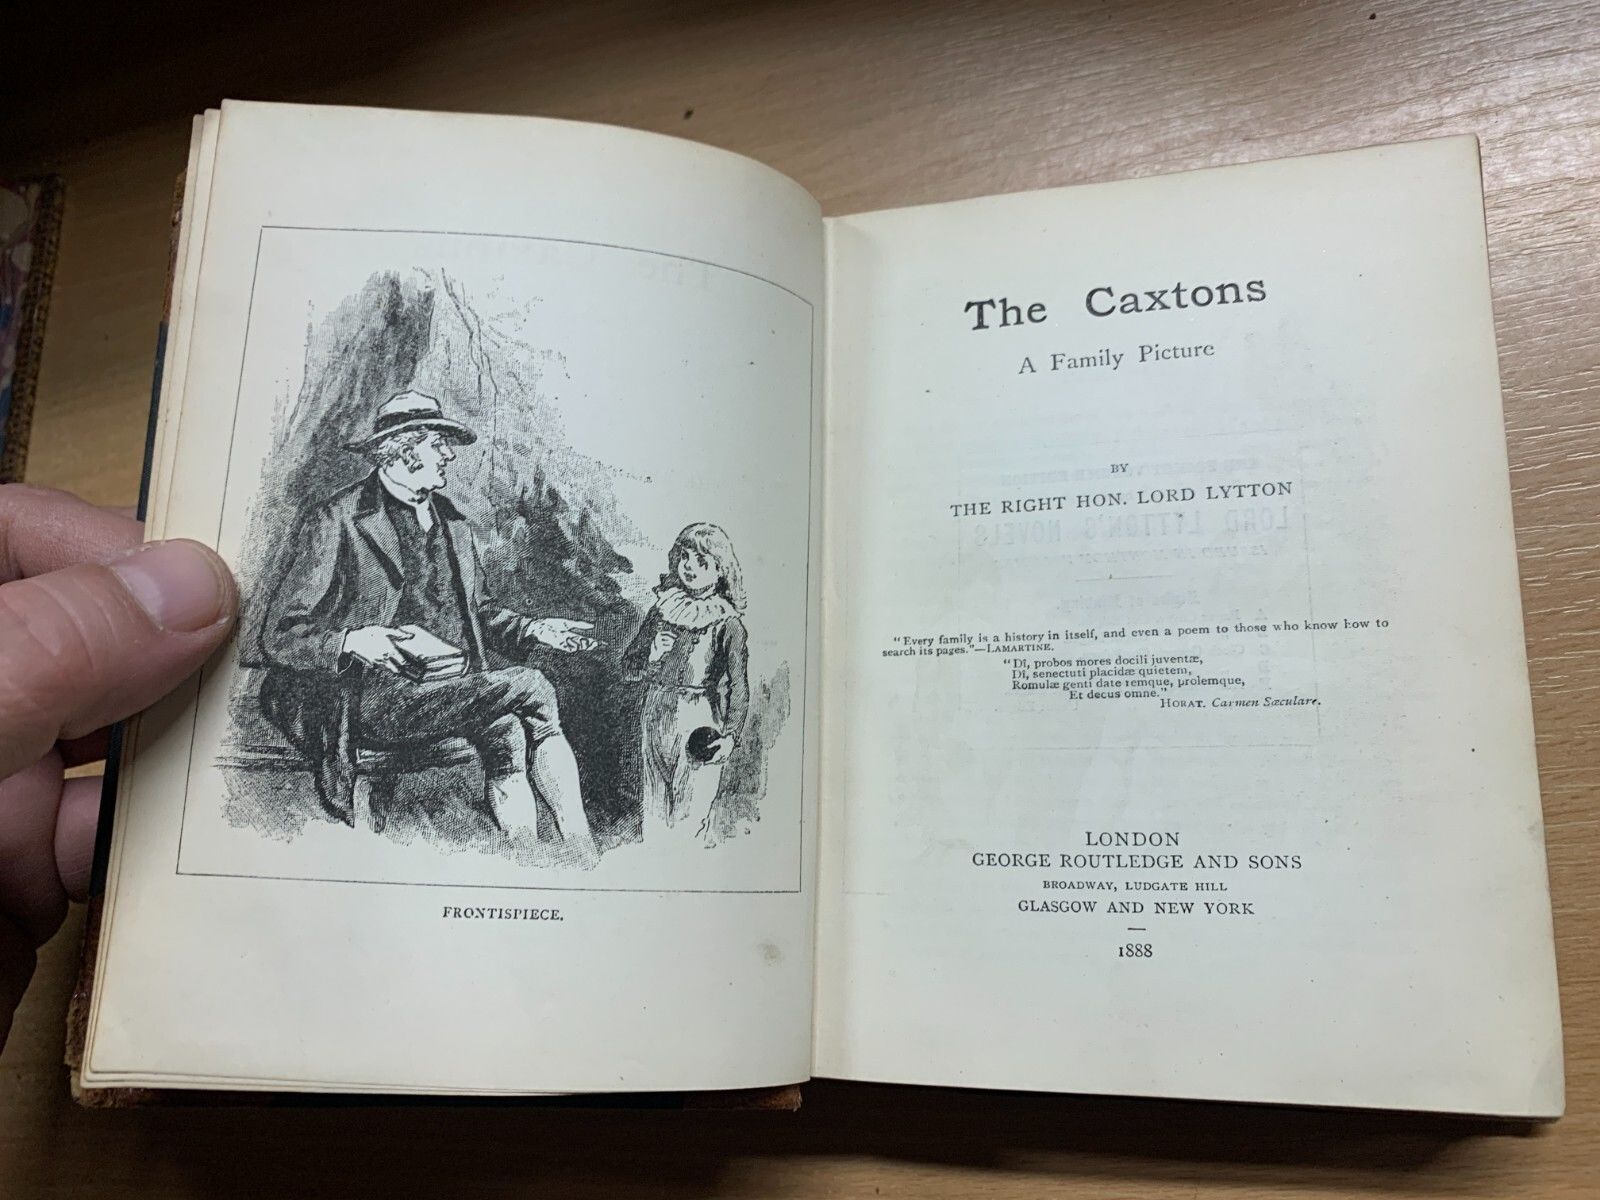 FRONTISPIECE.
The Caxtons
A Family Picture
BY
THE RIGHT HON. LORD LYTTON
"Every family is a history in itself, and even a poem to those who know how to
search its pages."—LAMARTINE.
"Dî, probos mores docili juventæ,
Dî, senectuti placidæ quietem,
Romulæ genti date remque, prolemque,
Et decus omne."
HORAT. Carmen Sæculare.
LONDON
GEORGE ROUTLEDGE AND SONS
BROADWAY, LUDGATE HILL
GLASGOW AND NEW YORK
1888